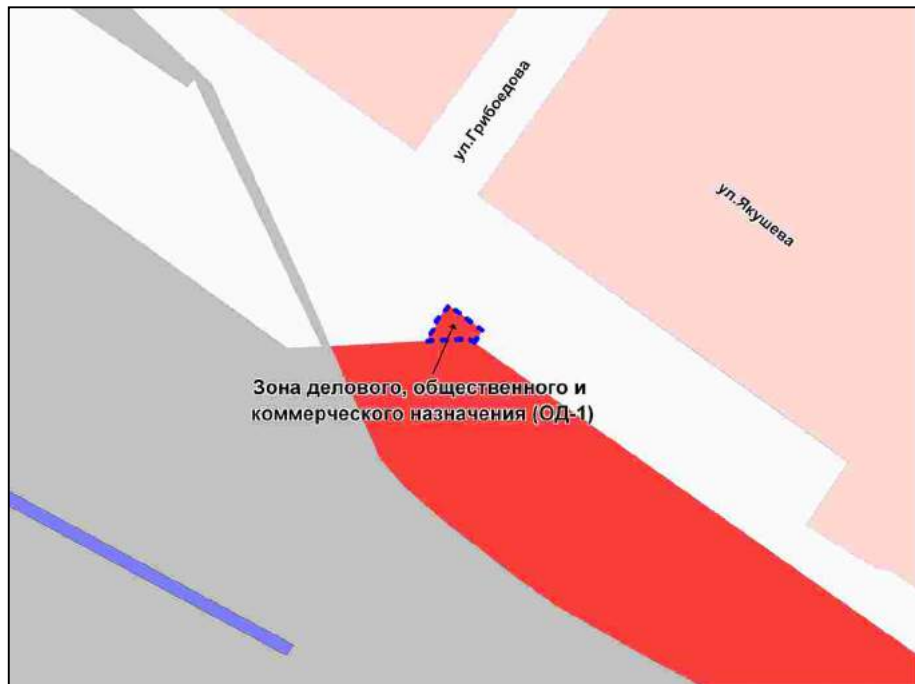 ул.Грибоедова
ул.Якушева
Зона делового, общественного и
коммерческого назначения (ОД-1)